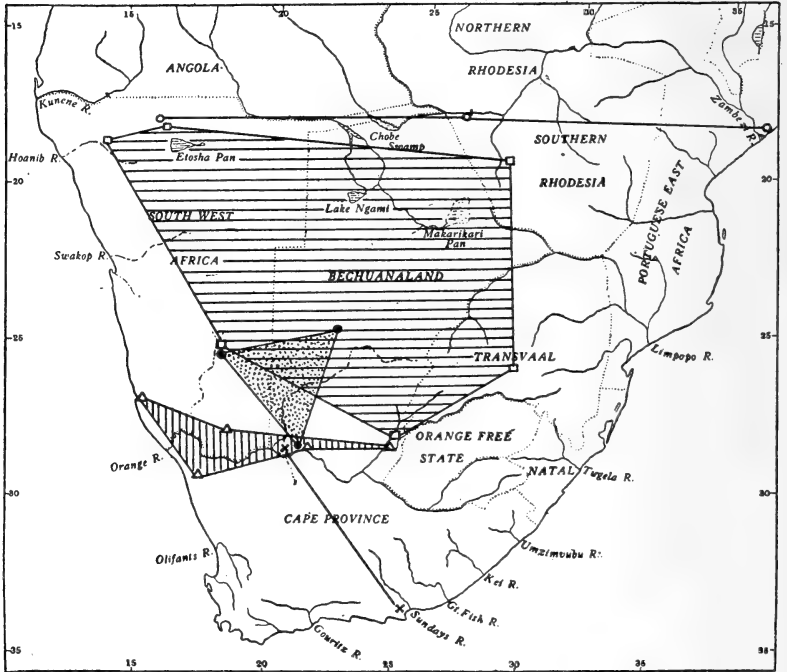 15
25
30
35
15
15
NORTHERN
RHODESIA
ANGOLA
Kunene R.
Zambezi R.
Chobe
Swamp
SOUTHERN
RHODESIA
Hoanib R.
Etosha Pan
20
20
Lake Ngami
Makarikari
Pan
SOUTH WEST
AFRICA
PORTUGUESE EAST
AFRICA
Swakop R.
BECHUANALAND
25
25
TRANSVAAL
Limpopo R.
Orange R.
ORANGE FREE
STATE
NATAL
Tugela R.
30
30
CAPE PROVINCE
Olifants R.
Umzimvubu R.
Kei R.
Gt. Fish R.
Sundays R.
Gouritz R.
35
15
20
25
30
35